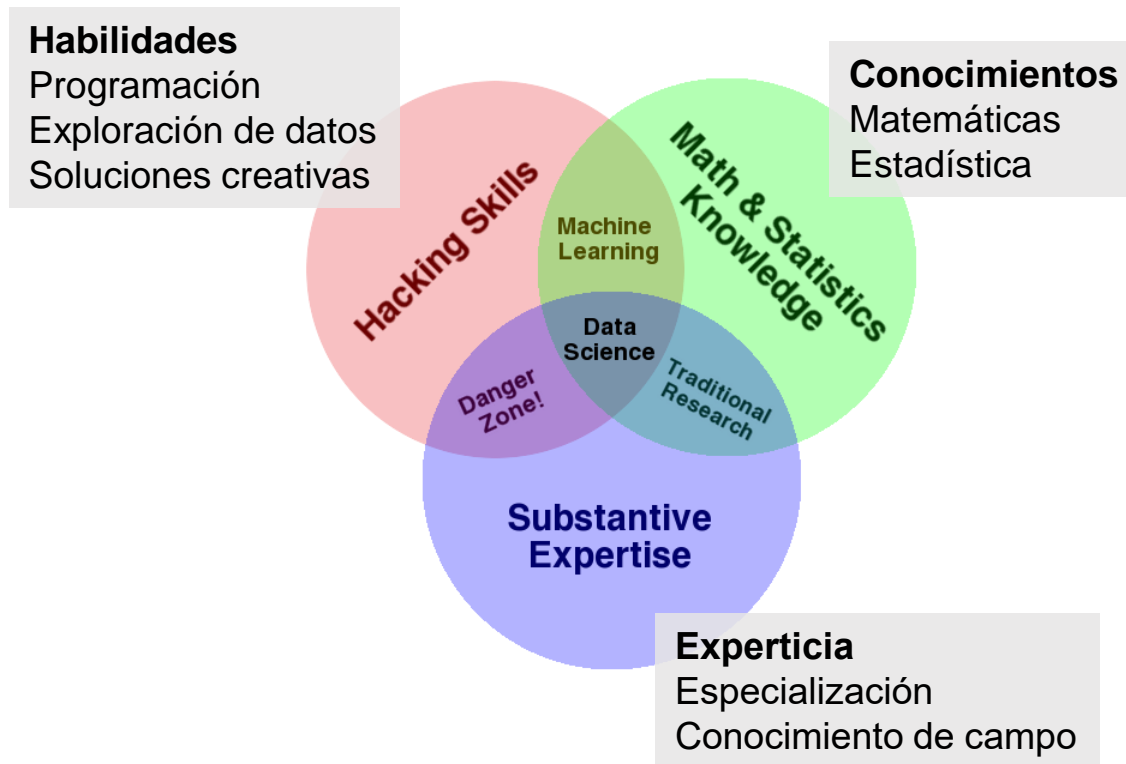 Habilidades
Programación
Exploración de datos
Soluciones creativas
Conocimientos
Matemáticas
Estadística
Hacking Skills
Math & Statistics
Knowledge
Machine
Learning
Data
Science
Danger
Zone!
Traditional
Research
Substantive
Expertise
Experticia
Especialización
Conocimiento de campo